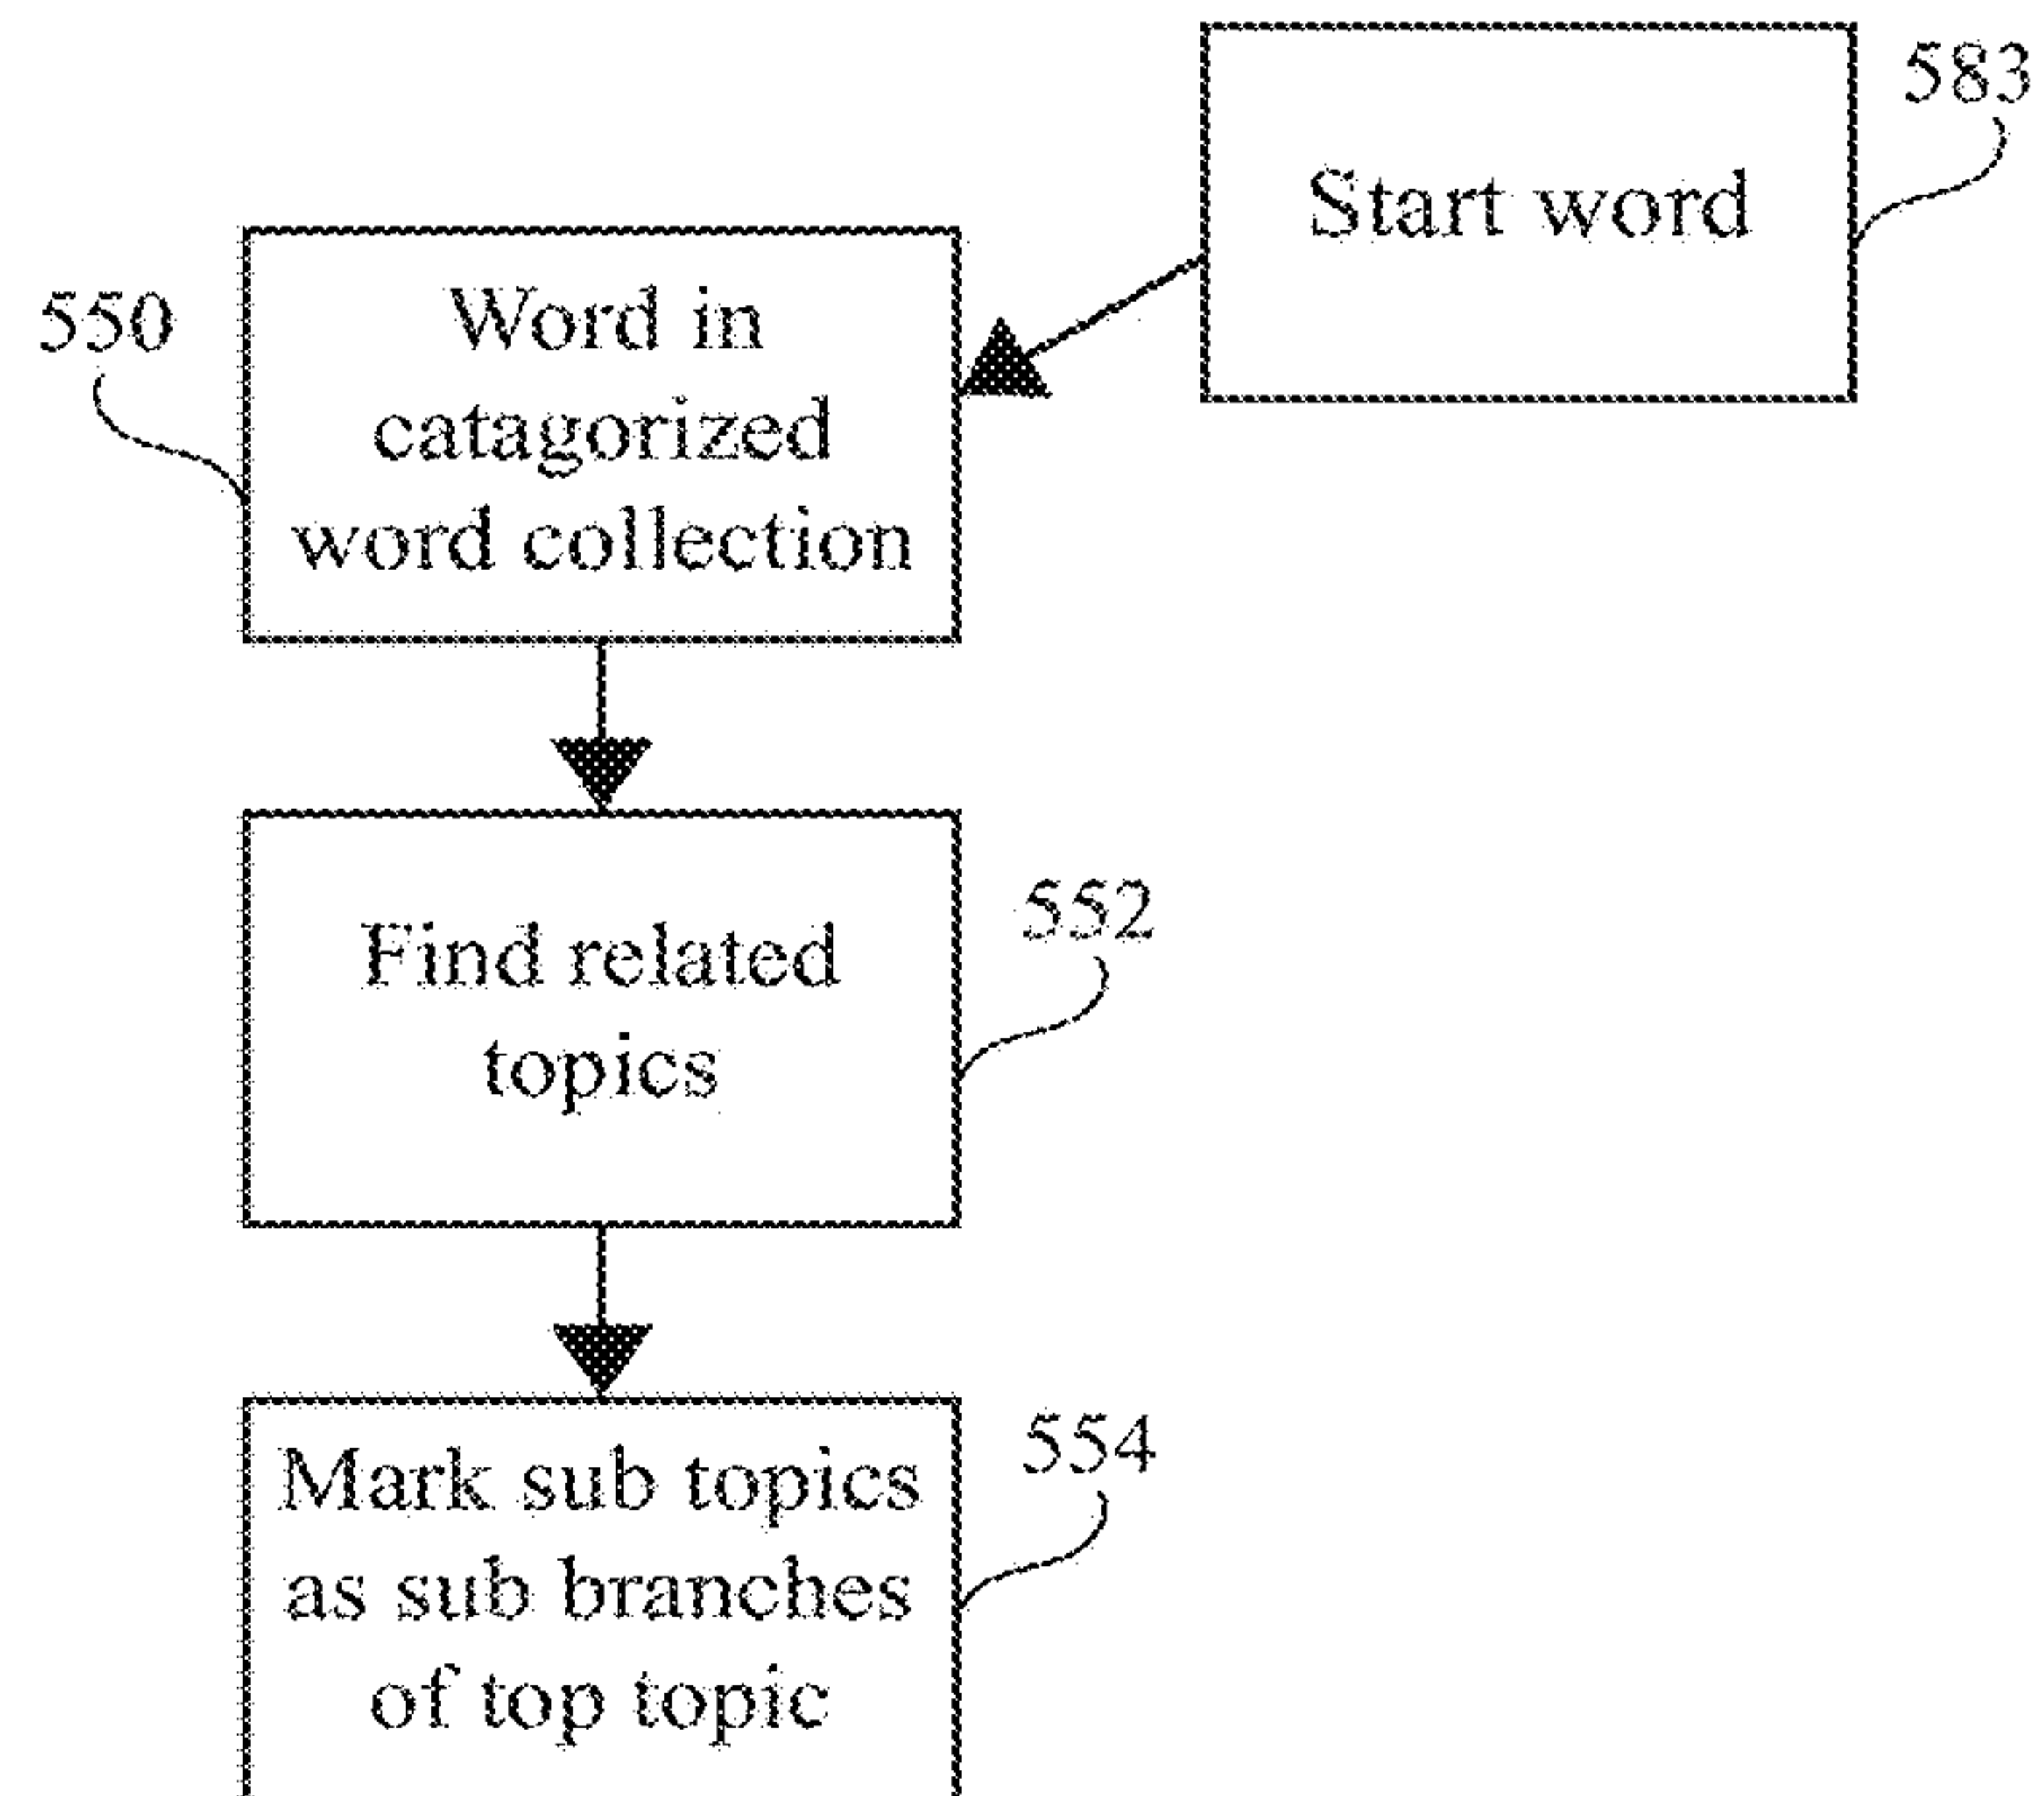 583
Start word
550
Word in
catagorized
word collection
552
Find related
topics
554
Mark sub topics
as sub branches
of top topic